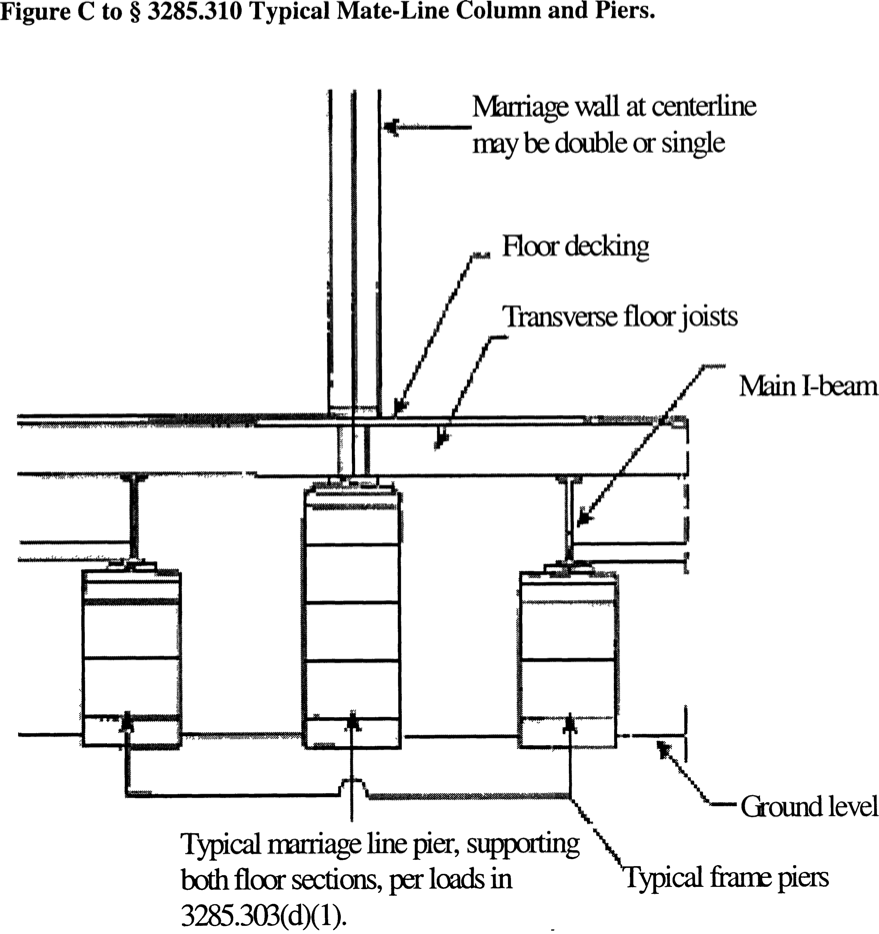 Figure C to § 3285.310 Typical Mate-Line Column and Piers.
Marriage wall at centerline
may be double or single
Floor decking
Transverse floor joists
Main I-beam
Ground level
Typical marriage line pier, supporting
both floor sections, per loads in
3285.303(d)(1).
Typical frame piers